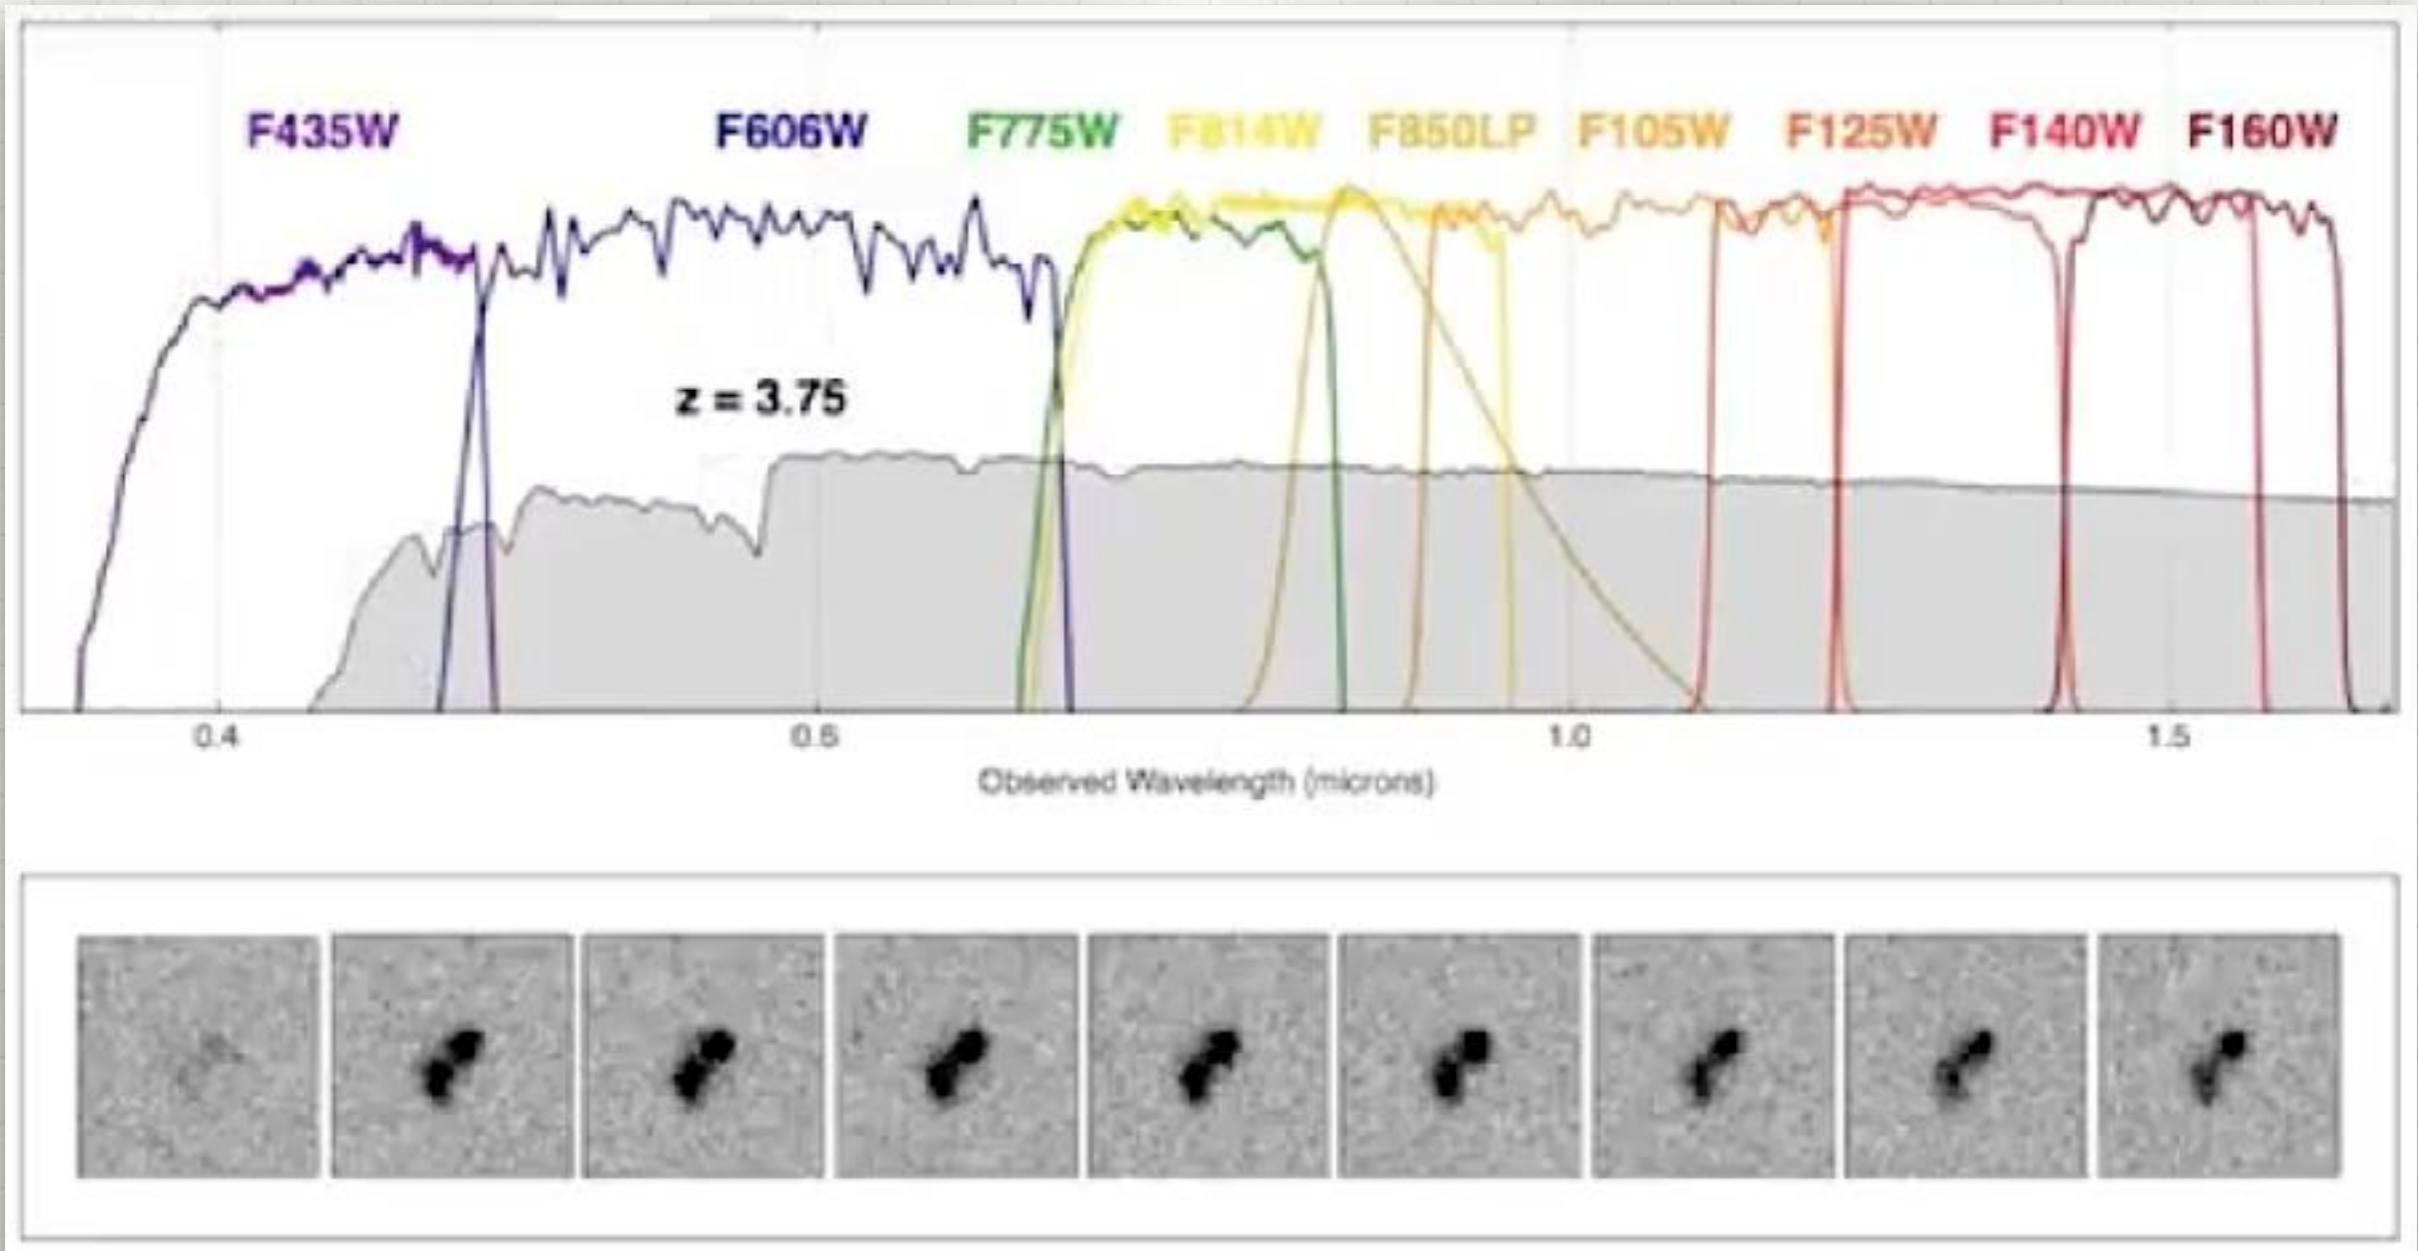 F435W F606W F775W F814W F850LP F105W F125W F140W F160W
z = 3.75
0.4 0.6 1.0 1.5
Observed Wavelength (microns)